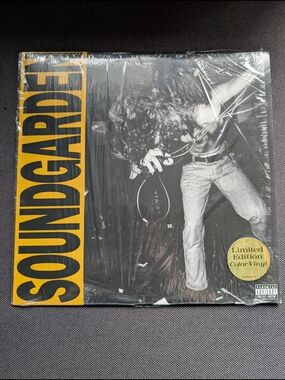 SOUNDGARDEN
Limited
Edition
Color Vinyl
PARENTAL
ADVISORY
EXPLICIT CONTENT